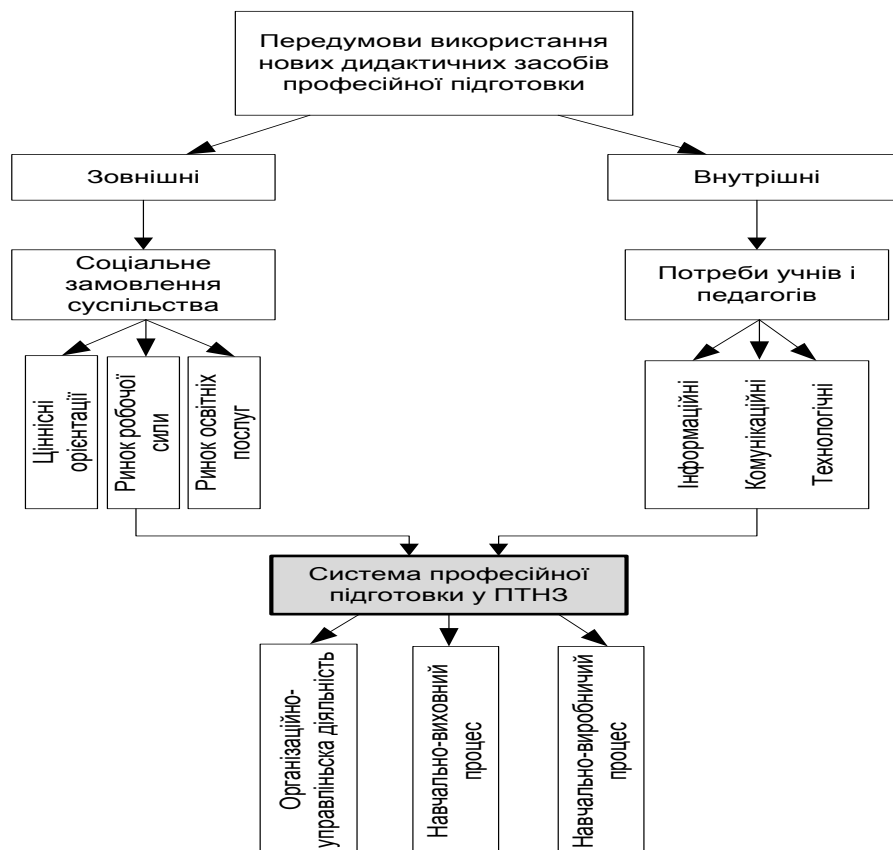 Передумови використання
нових дидактичних засобів
професійної підготовки
Зовнішні
Внутрішні
Соціальне
замовлення
суспільства
Потреби учнів і
педагогів
Ціннісні
орієнтації
Ринок робочої
сили
Ринок освітніх
послуг
Інформаційні
Комунікаційні
Технологічні
Система професійної
підготовки у ПТНЗ
Організаційно-
управліньска діяльність
Навчально-виховний
процес
Навчально-виробничий
процес